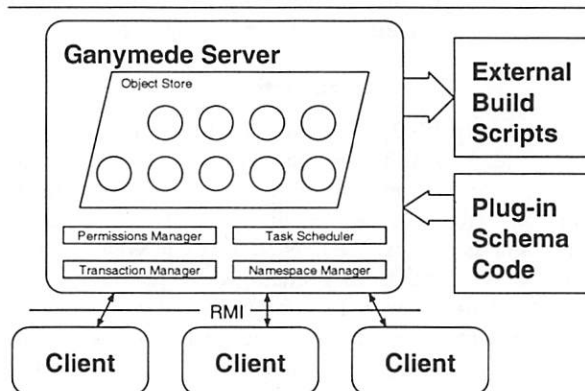 Ganymede Server
Object Store
Permissions Manager
Task Scheduler
Transaction Manager
Namespace Manager
External
Build
Scripts
Plug-in
Schema
Code
RMI
Client
Client
Client